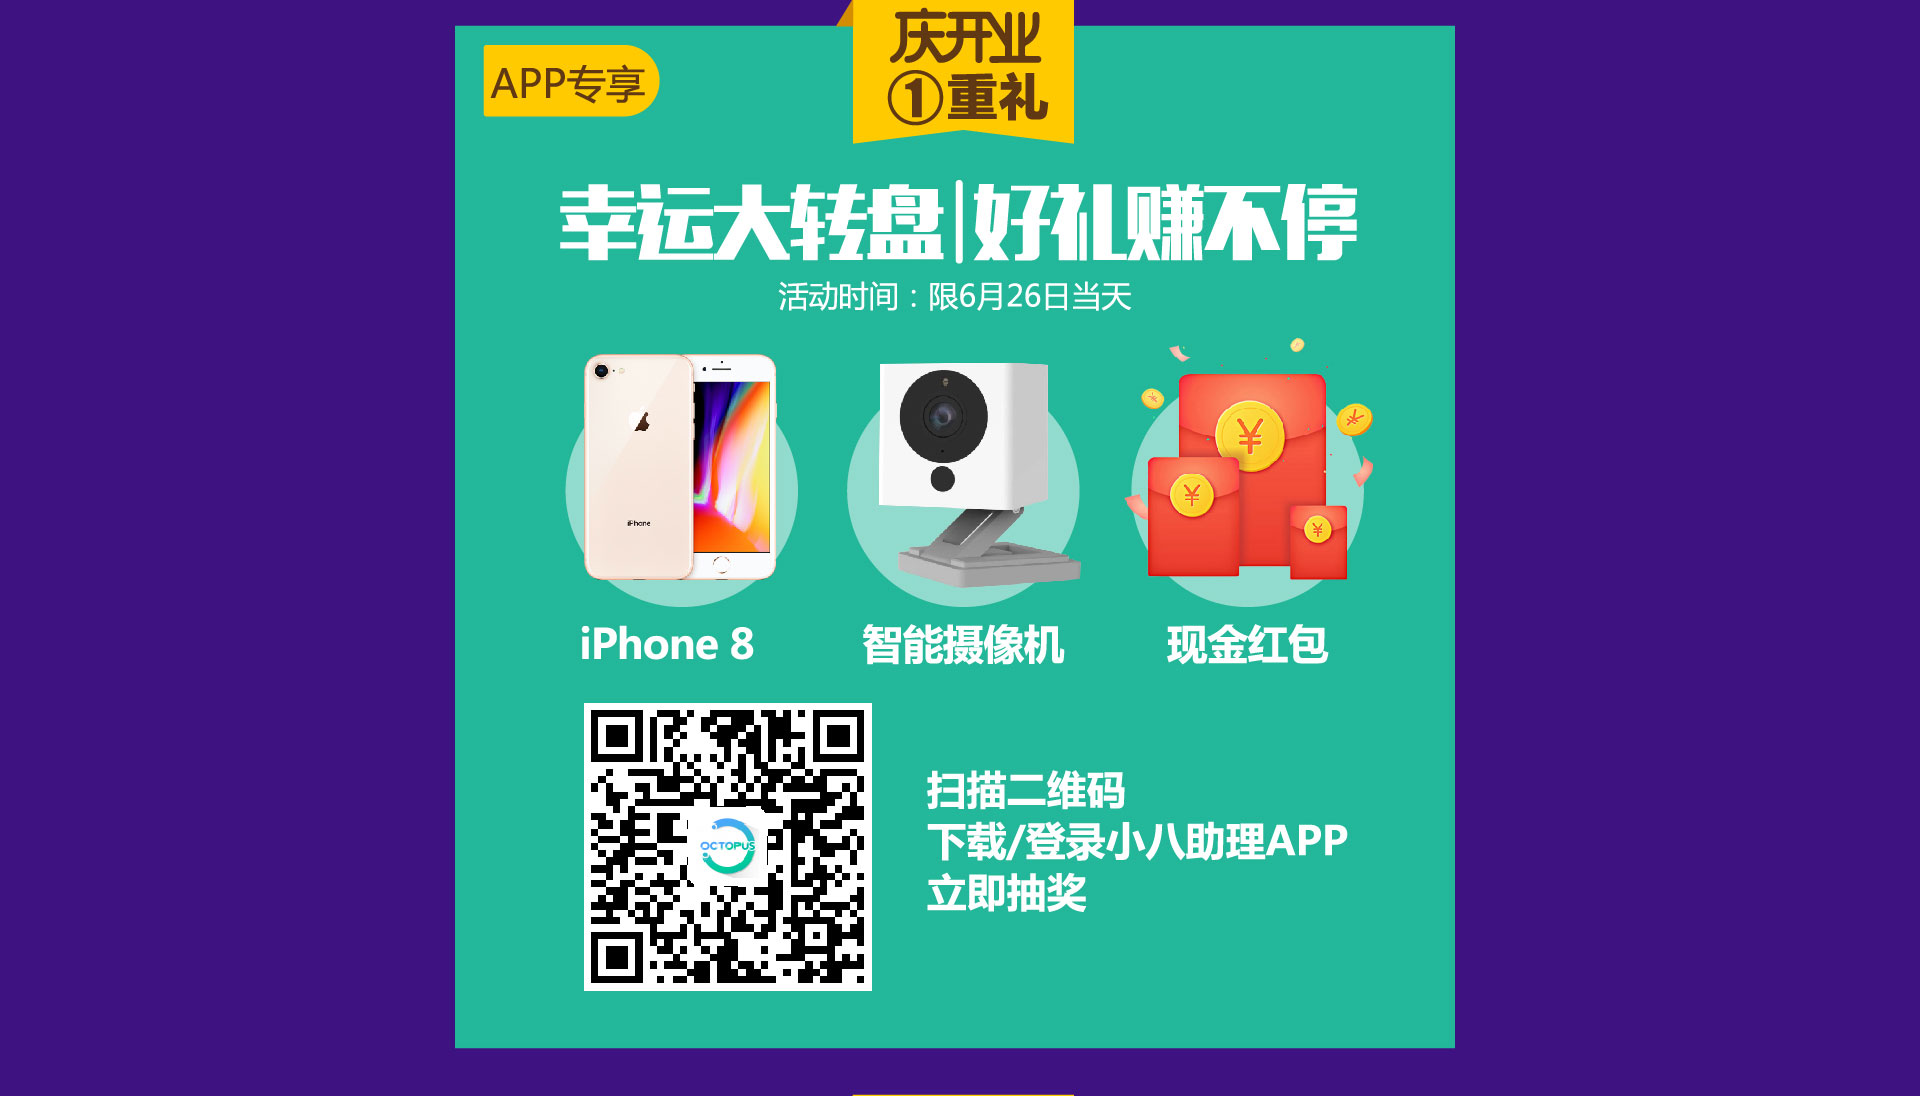 庆开业
①重礼
APP专享
幸运大转盘|好礼赚不停
活动时间：限6月26日当天
iPhone
iPhone 8
智能摄像机
现金红包
OCTOPUS
扫描二维码
下载/登录小八助理APP
立即抽奖